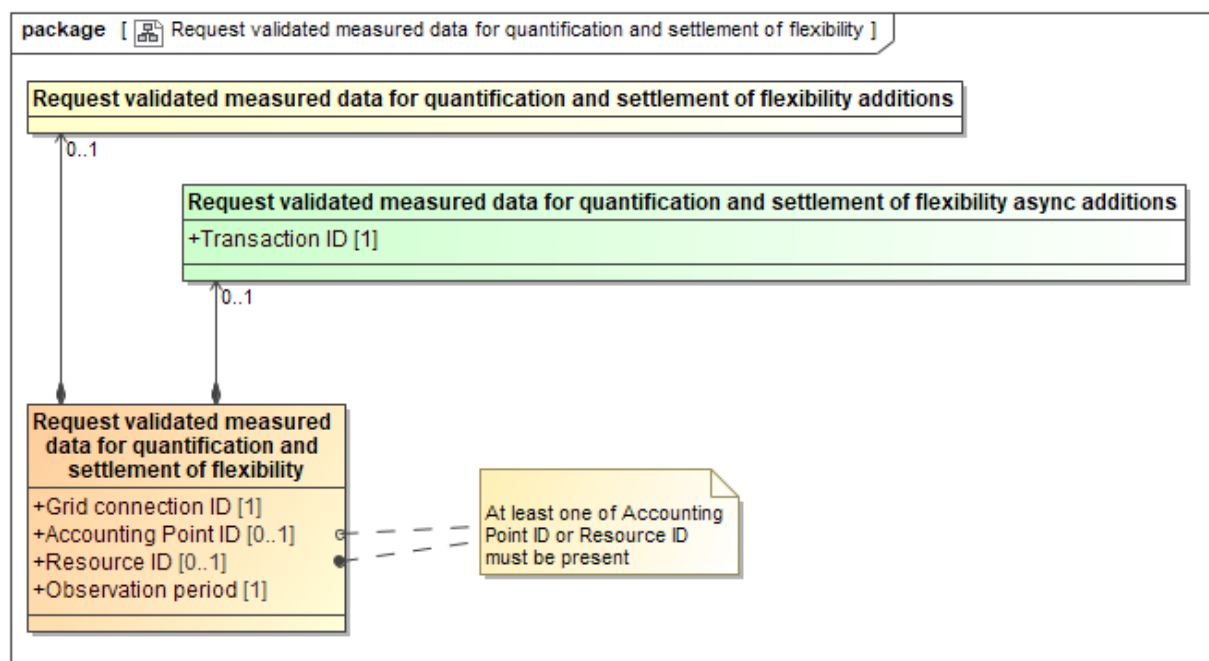 package [ Request validated measured data for quantification and settlement of flexibility ]
Request validated measured data for quantification and settlement of flexibility additions
0..1
Request validated measured data for quantification and settlement of flexibility async additions
+Transaction ID [1]
0..1
Request validated measured
data for quantification and
settlement of flexibility
+Grid connection ID [1]
+Accounting Point ID [0..1]
+Resource ID [0..1]
+Observation period [1]
At least one of Accounting
Point ID or Resource ID
must be present